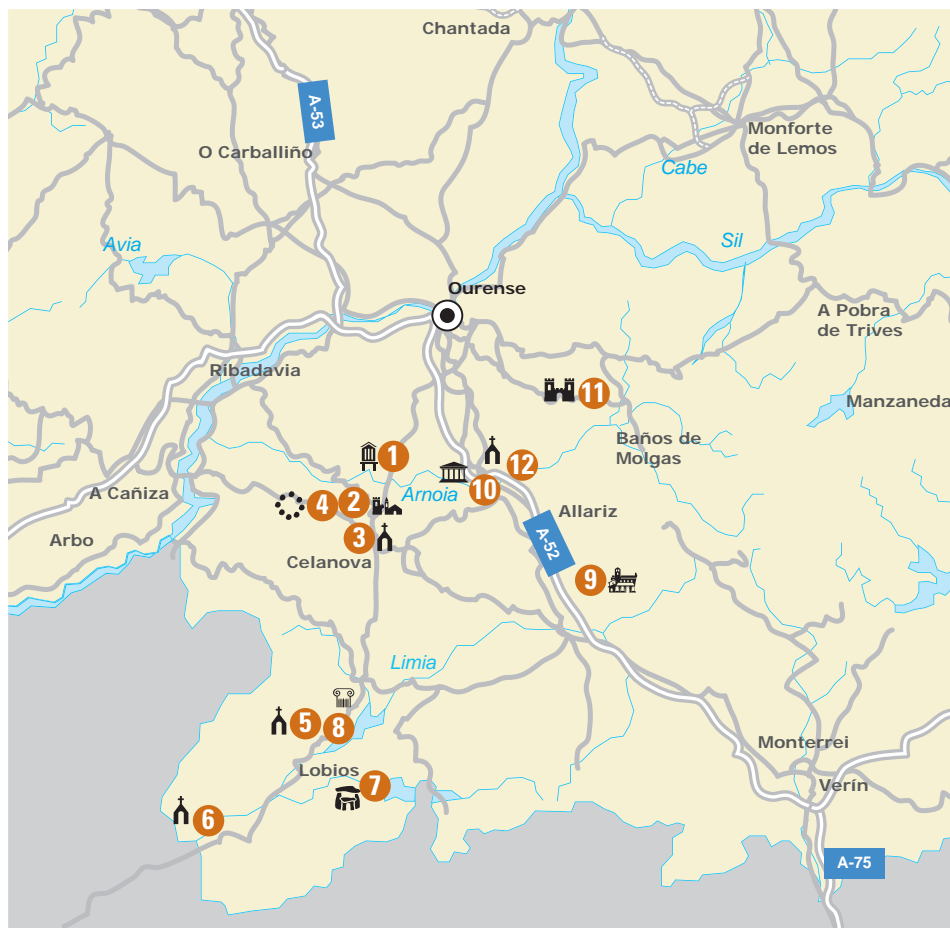 Chantada
A-53
Monforte
de Lemos
O Carballiño
Cabe
Avia
Sil
Ourense
A Pobra
de Trives
Ribadavia
11
Manzaneda
Baños de
Molgas
1
12
A Cañiza
4
2
Arnoia
10
Allariz
3
Arbo
A-52
Celanova
9
Limia
5
8
Monterrei
Lobios
7
Verín
6
A-75